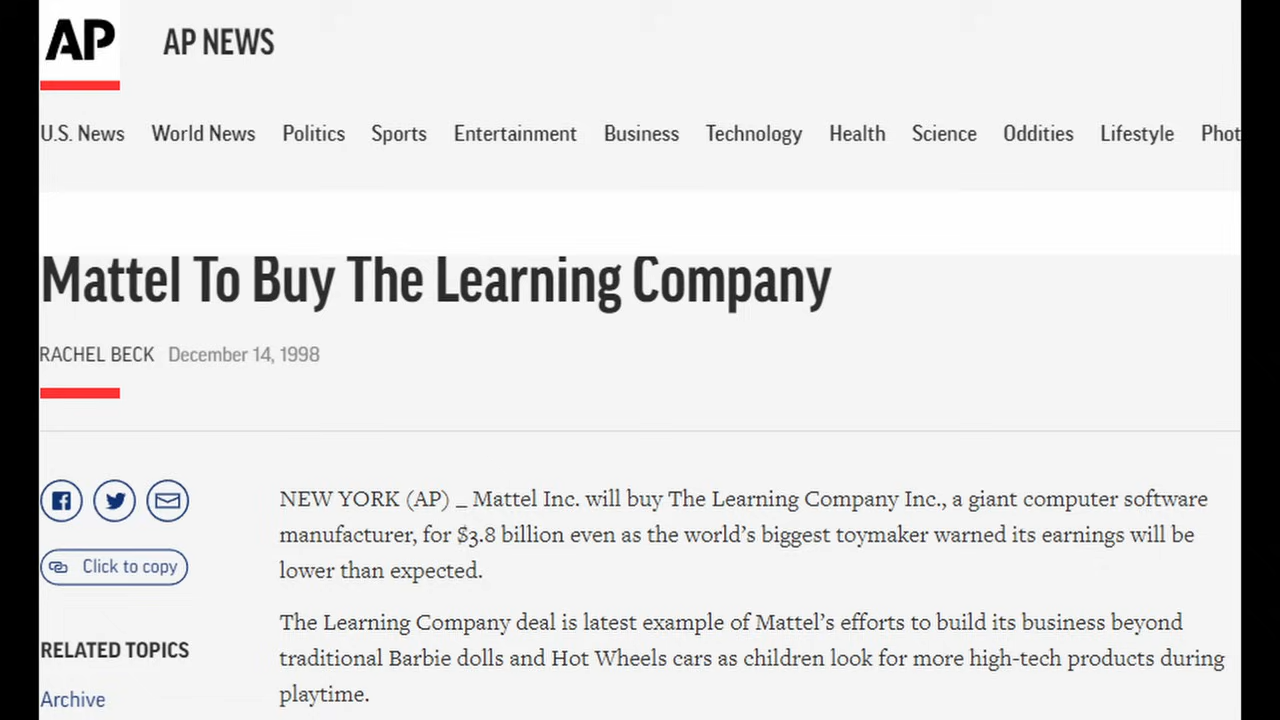 AP AP NEWS
U.S. News World News Politics Sports Entertainment Business Technology Health Science Oddities Lifestyle Phot
Mattel To Buy The Learning Company
RACHEL BECK December 14, 1998
Click to copy
RELATED TOPICS
Archive
NEW YORK (AP) _ Mattel Inc. will buy The Learning Company Inc., a giant computer software
manufacturer, for $3.8 billion even as the world’s biggest toymaker warned its earnings will be
lower than expected.
The Learning Company deal is latest example of Mattel’s efforts to build its business beyond
traditional Barbie dolls and Hot Wheels cars as children look for more high-tech products during
playtime.